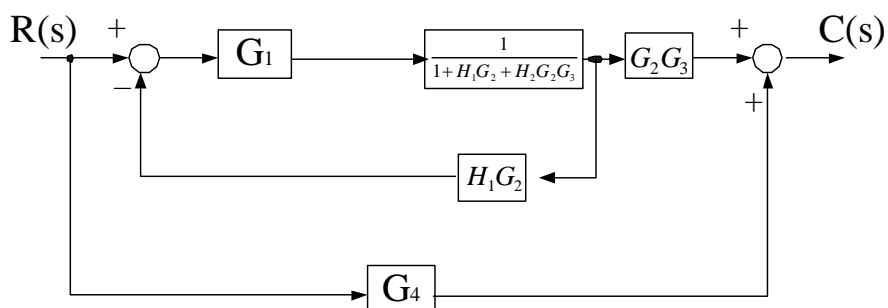 R(s)
+
G₁
1
1+H₁G₂+H₂G₂G₃
G₂G₃
+
C(s)
−
+
H₁G₂
G₄